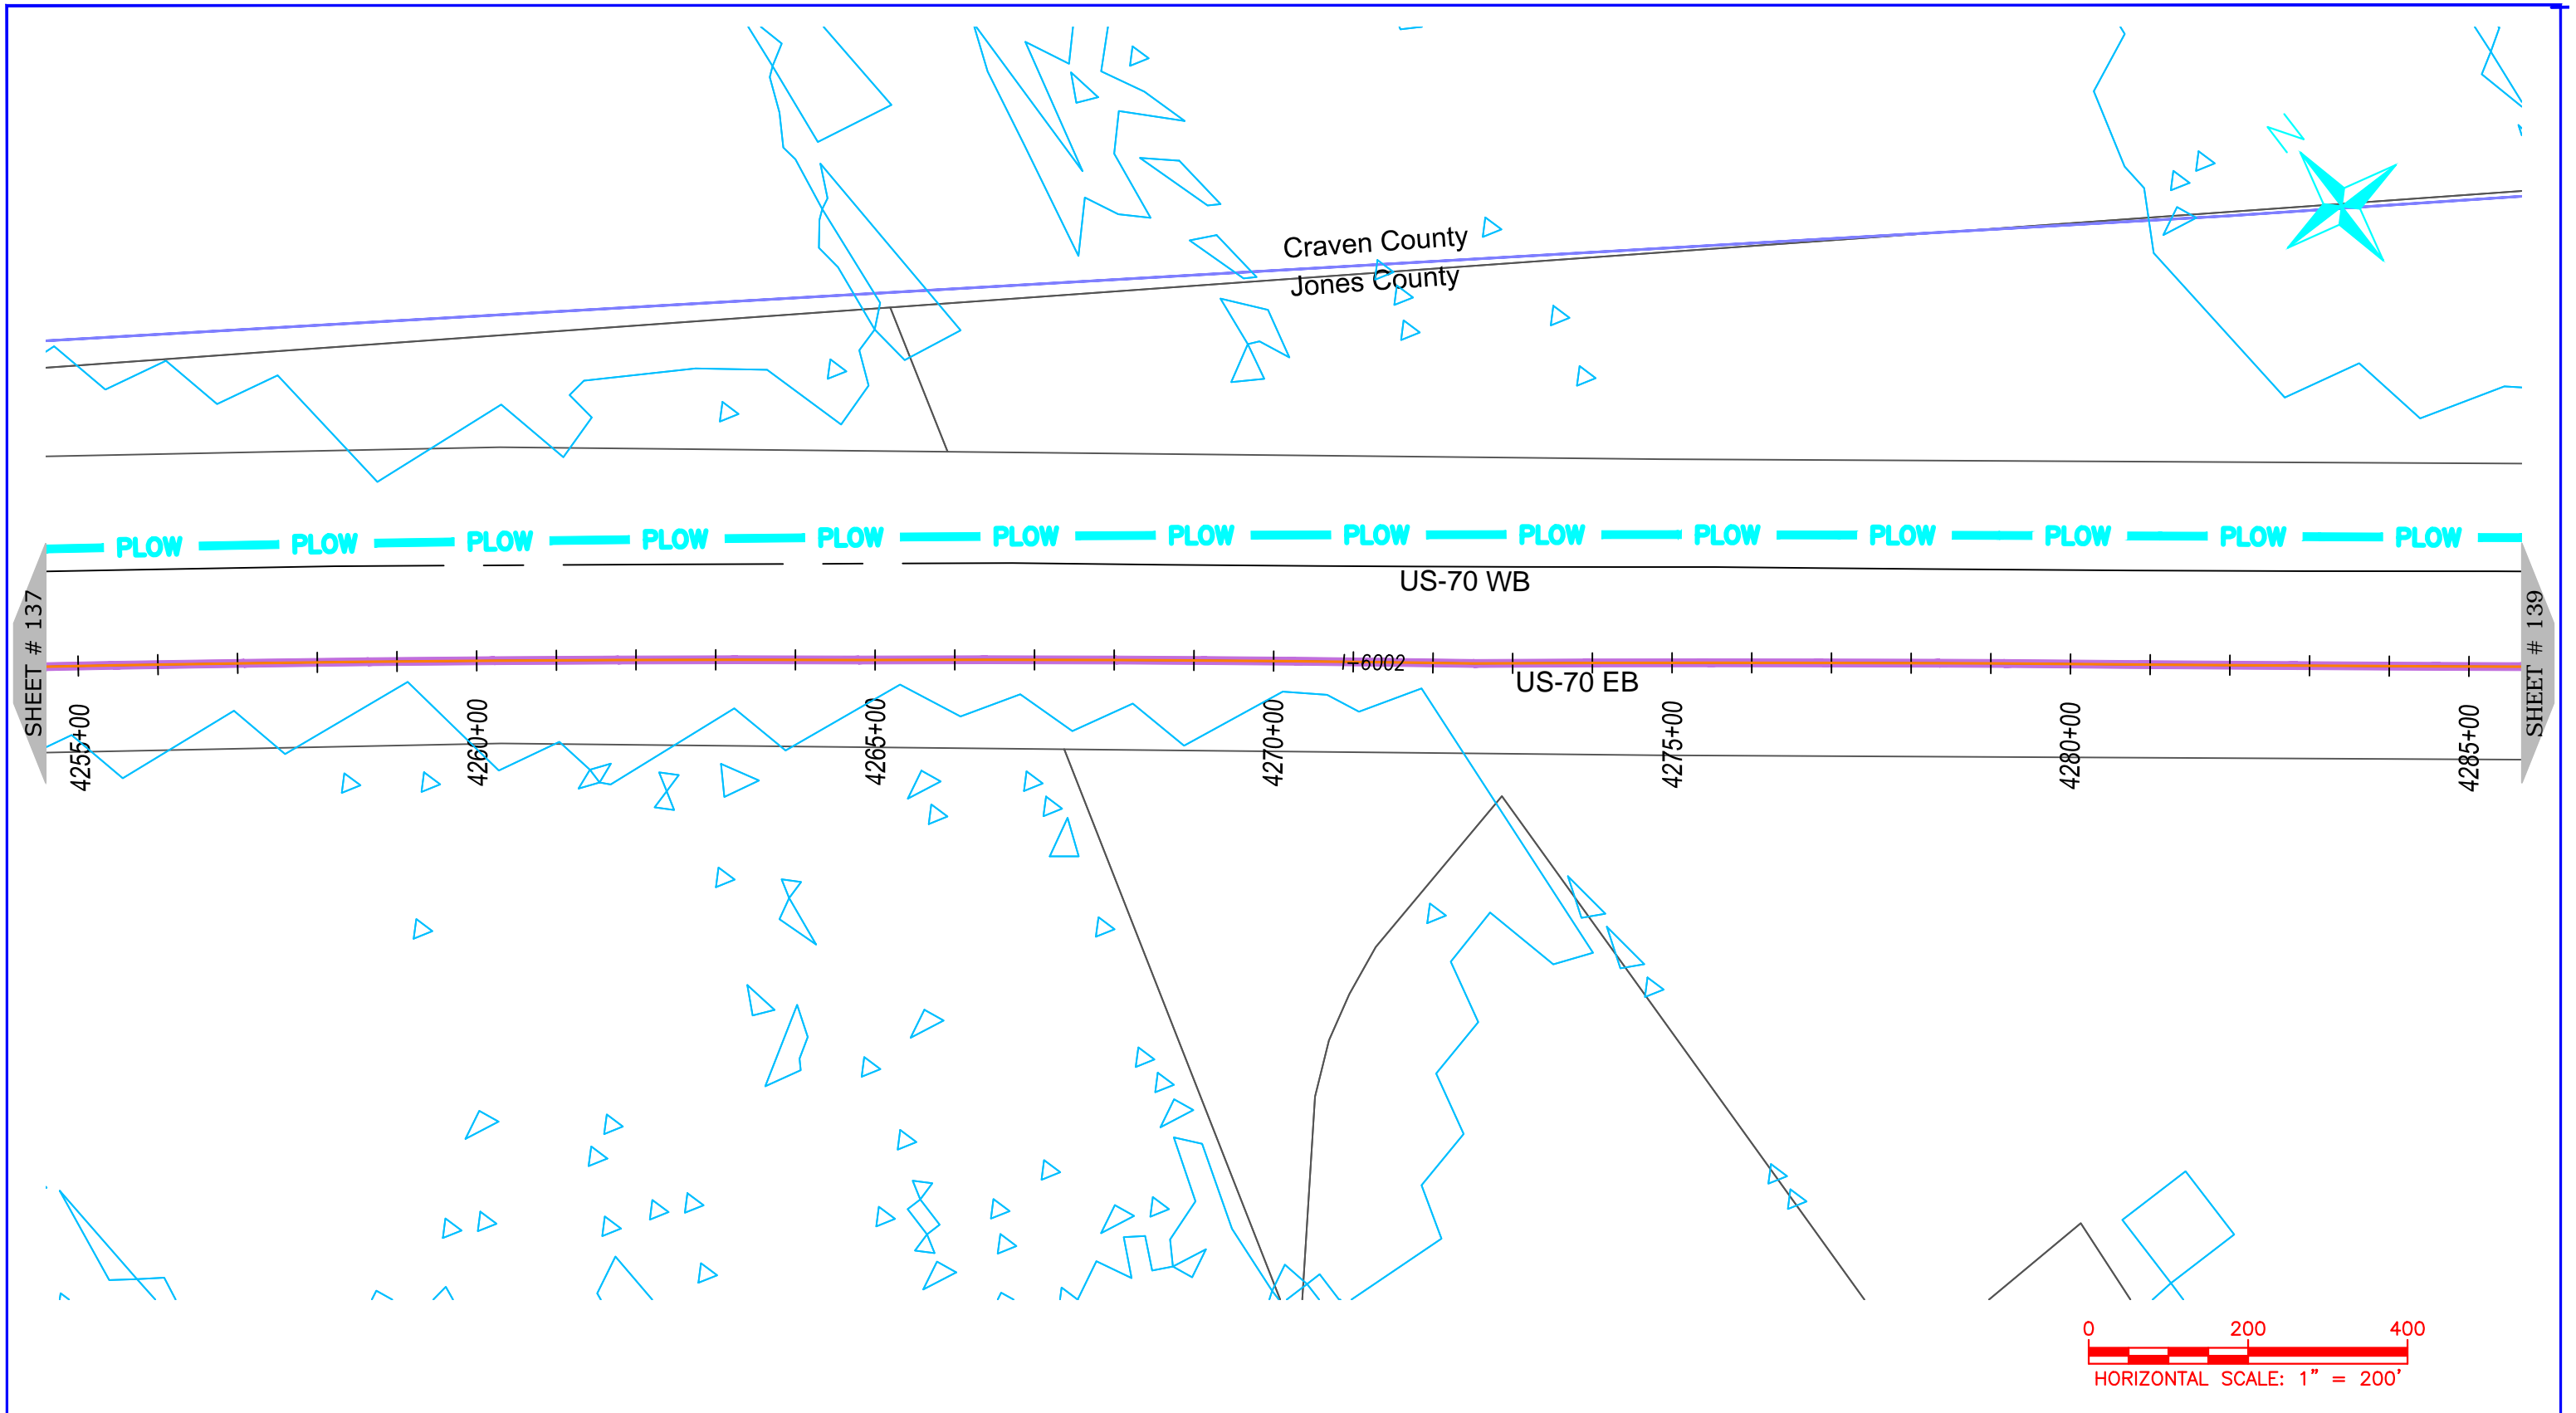 N
Craven County
Jones County
PLOW PLOW PLOW PLOW PLOW PLOW PLOW PLOW PLOW PLOW PLOW PLOW PLOW PLOW
US-70 WB
SHEET # 137
SHEET # 139
I-6002
US-70 EB
4255+00 4260+00 4265+00 4270+00 4275+00 4280+00 4285+00
0 200 400
HORIZONTAL SCALE: 1" = 200'